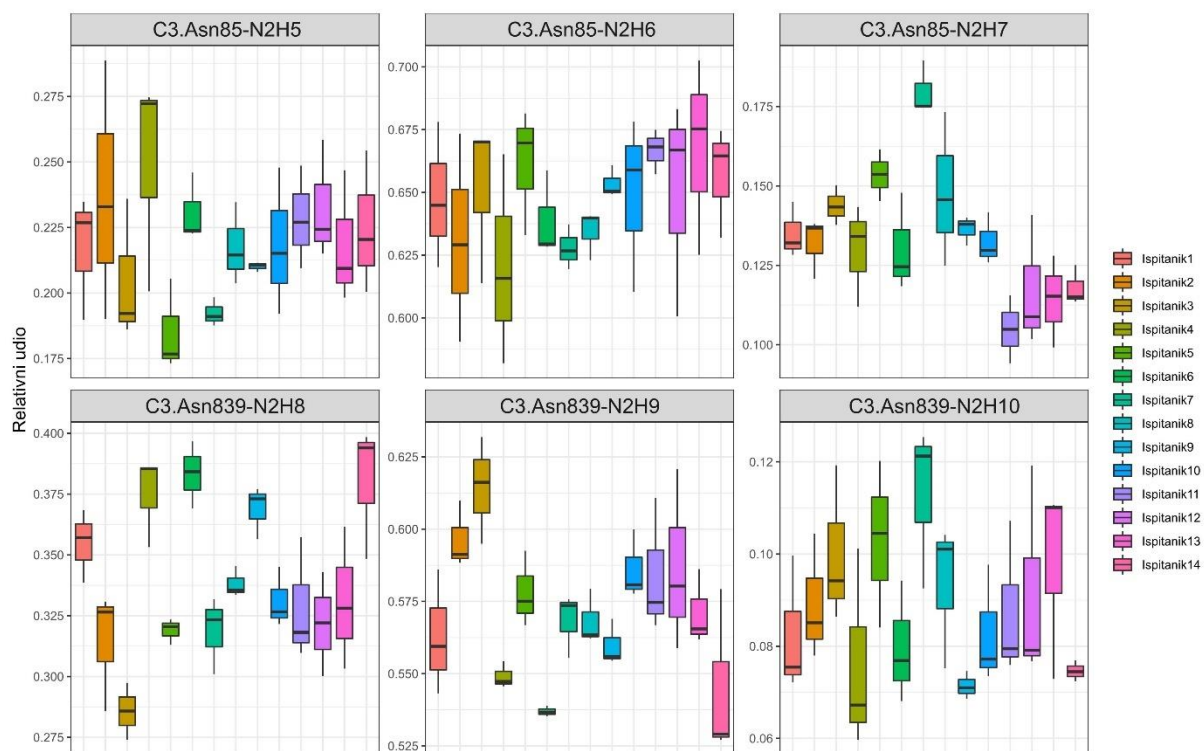 C3.Asn85-N2H5
C3.Asn85-N2H6
C3.Asn85-N2H7
0.275
0.250
0.225
0.200
0.175
0.700
0.675
0.650
0.625
0.600
0.175
0.150
0.125
0.100
Relativni udio
C3.Asn839-N2H8
C3.Asn839-N2H9
C3.Asn839-N2H10
0.400
0.375
0.350
0.325
0.300
0.275
0.625
0.600
0.575
0.550
0.525
0.12
0.10
0.08
0.06
Ispitanik1
Ispitanik2
Ispitanik3
Ispitanik4
Ispitanik5
Ispitanik6
Ispitanik7
Ispitanik8
Ispitanik9
Ispitanik10
Ispitanik11
Ispitanik12
Ispitanik13
Ispitanik14